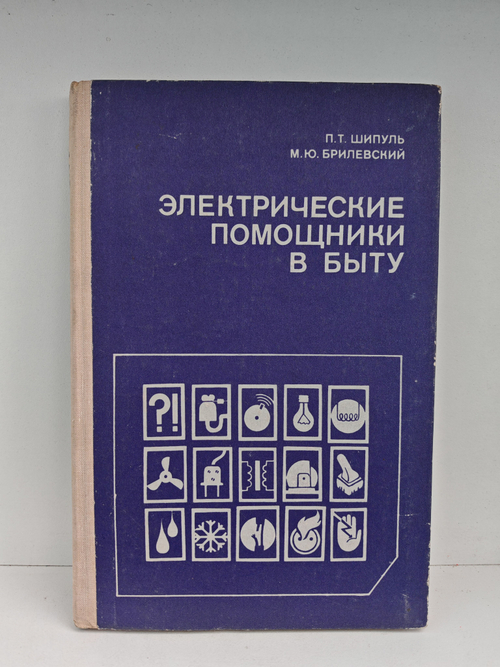 П.Т. ШИПУЛЬ
М.Ю. БРИЛЕВСКИЙ
ЭЛЕКТРИЧЕСКИЕ
ПОМОЩНИКИ
В БЫТУ
?!